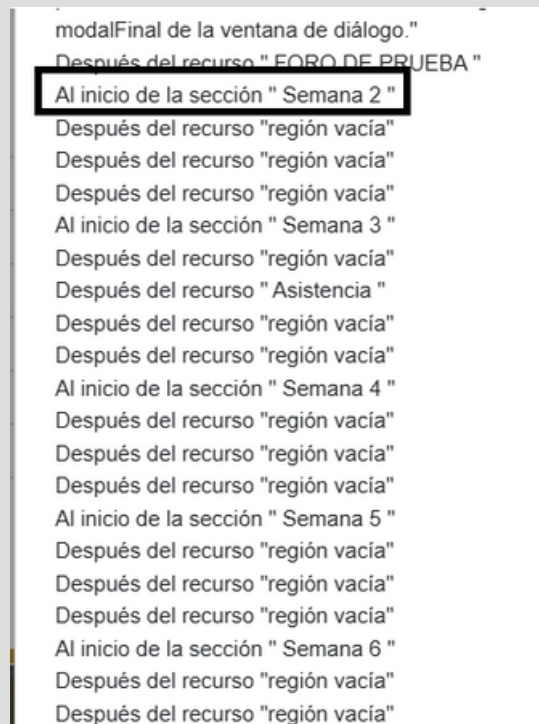 modalFinal de la ventana de diálogo."
Después del recurso " FORO DE PRUEBA "
Al inicio de la sección " Semana 2 "
Después del recurso "región vacía"
Después del recurso "región vacía"
Después del recurso "región vacía"
Al inicio de la sección " Semana 3 "
Después del recurso "región vacía"
Después del recurso " Asistencia "
Después del recurso "región vacía"
Después del recurso "región vacía"
Al inicio de la sección " Semana 4 "
Después del recurso "región vacía"
Después del recurso "región vacía"
Después del recurso "región vacía"
Al inicio de la sección " Semana 5 "
Después del recurso "región vacía"
Después del recurso "región vacía"
Después del recurso "región vacía"
Al inicio de la sección " Semana 6 "
Después del recurso "región vacía"
Después del recurso "región vacía"